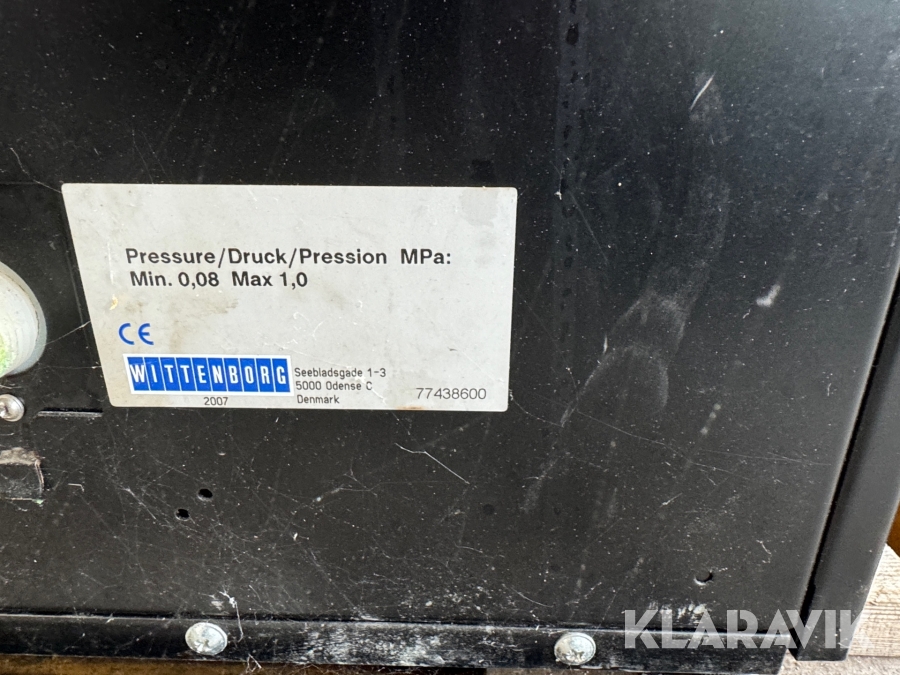 Pressure/Druck/Pression MPa:
Min. 0,08 Max 1,0
CE
WITTENBORG
Seebladsgade 1-3
5000 Odense C
Denmark
2007
77438600
KLARAVIK